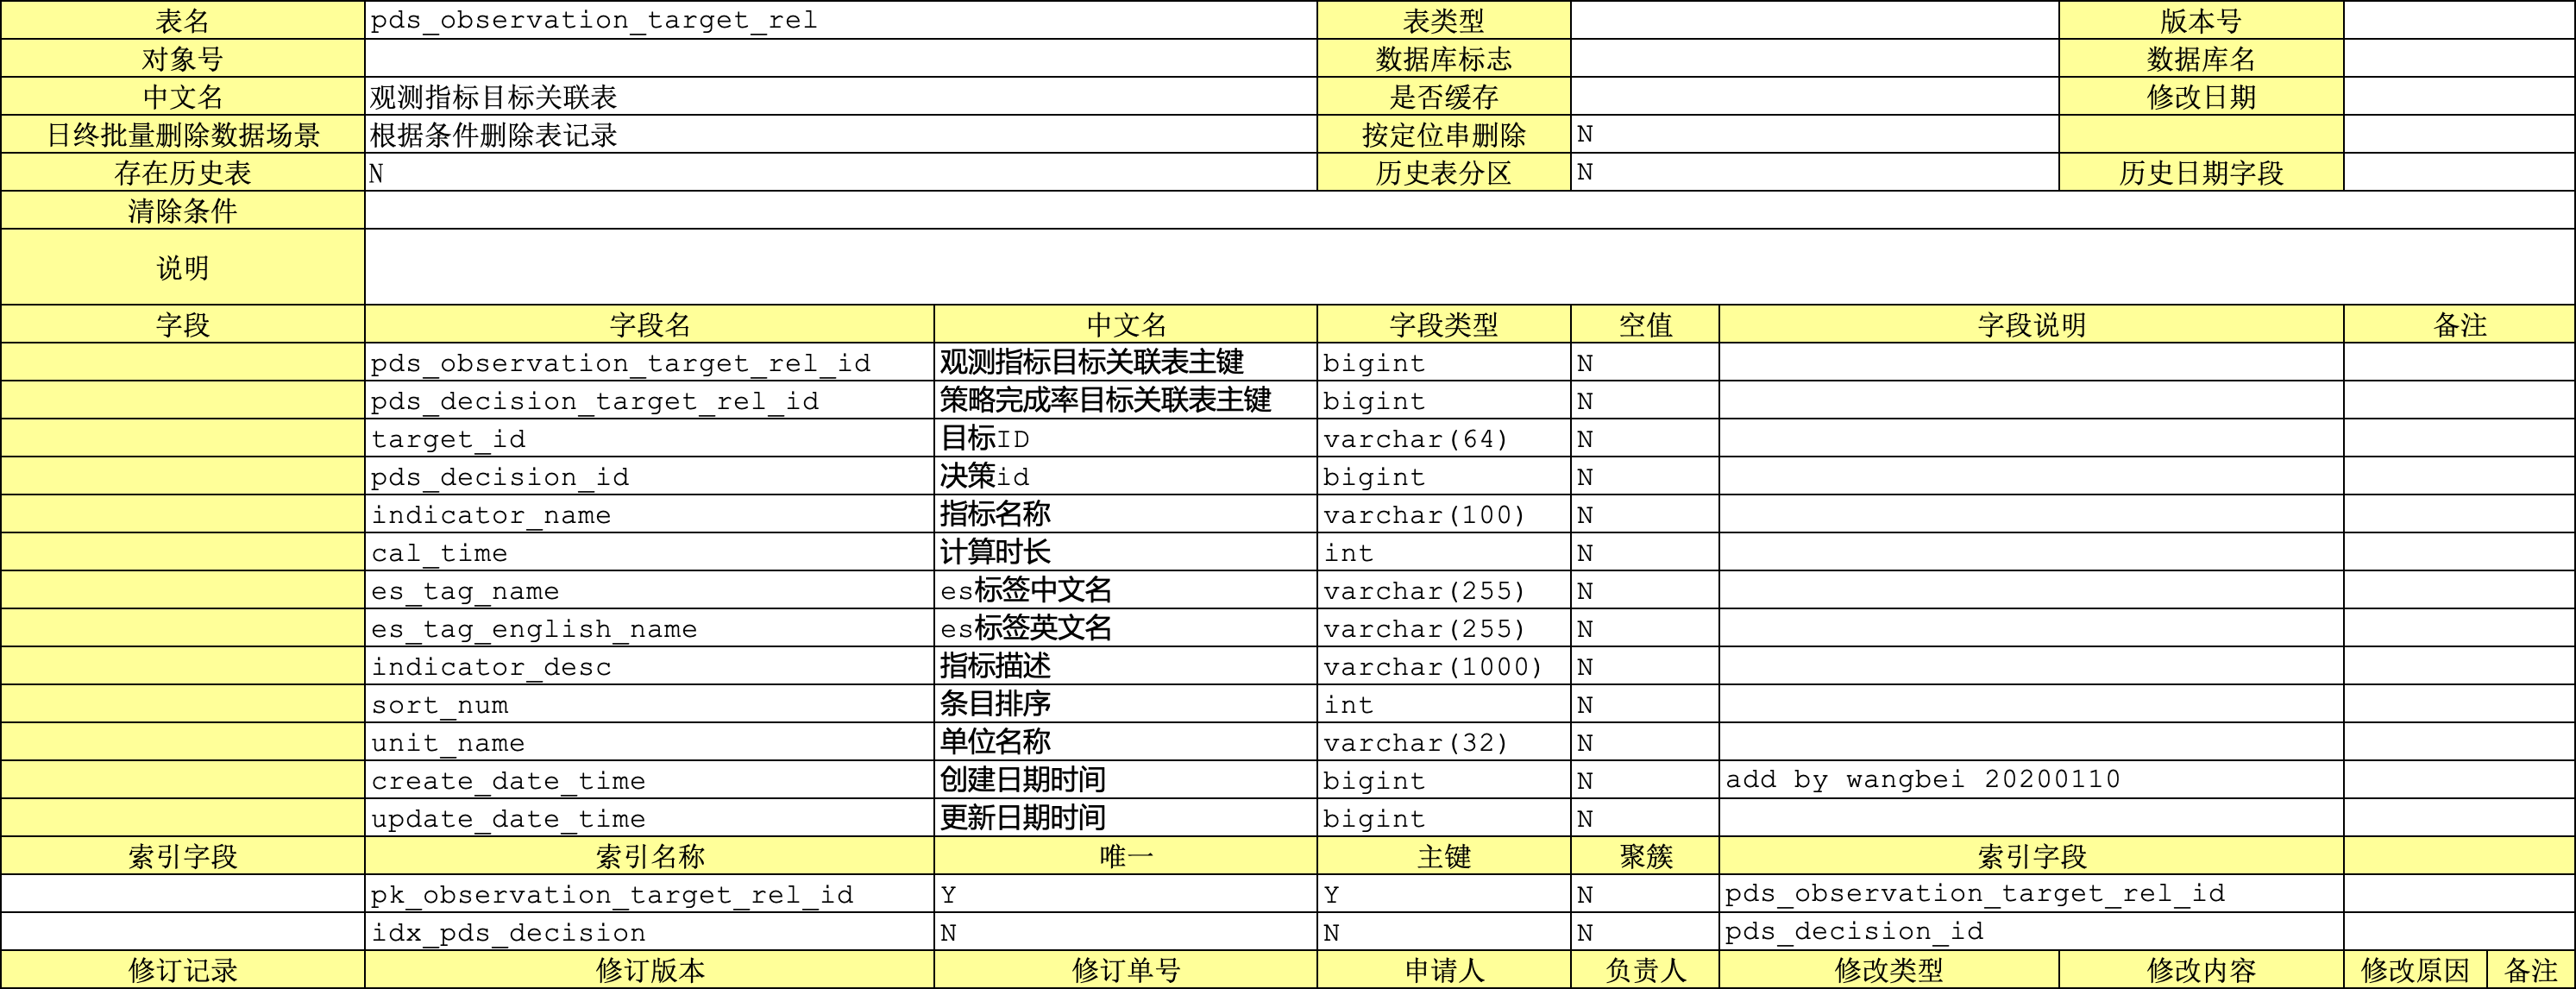 表名 pds_observation_target_rel 表类型 版本号
对象号 数据库标志 数据库名
中文名 观测指标目标关联表 是否缓存 修改日期
日终批量删除数据场景 根据条件删除表记录 按定位串删除 N
存在历史表 N 历史表分区 N 历史日期字段
清除条件
说明
字段 字段名 中文名 字段类型 空值 字段说明 备注
pds_observation_target_rel_id 观测指标目标关联表主键 bigint N
pds_decision_target_rel_id 策略完成率目标关联表主键 bigint N
target_id 目标ID varchar(64) N
pds_decision_id 决策id bigint N
indicator_name 指标名称 varchar(100) N
cal_time 计算时长 int N
es_tag_name es标签中文名 varchar(255) N
es_tag_english_name es标签英文名 varchar(255) N
indicator_desc 指标描述 varchar(1000) N
sort_num 条目排序 int N
unit_name 单位名称 varchar(32) N
create_date_time 创建日期时间 bigint N add by wangbei 20200110
update_date_time 更新日期时间 bigint N
索引字段 索引名称 唯一 主键 聚簇 索引字段
pk_observation_target_rel_id Y Y N pds_observation_target_rel_id
idx_pds_decision N N N pds_decision_id
修订记录 修订版本 修订单号 申请人 负责人 修改类型 修改内容 修改原因 备注